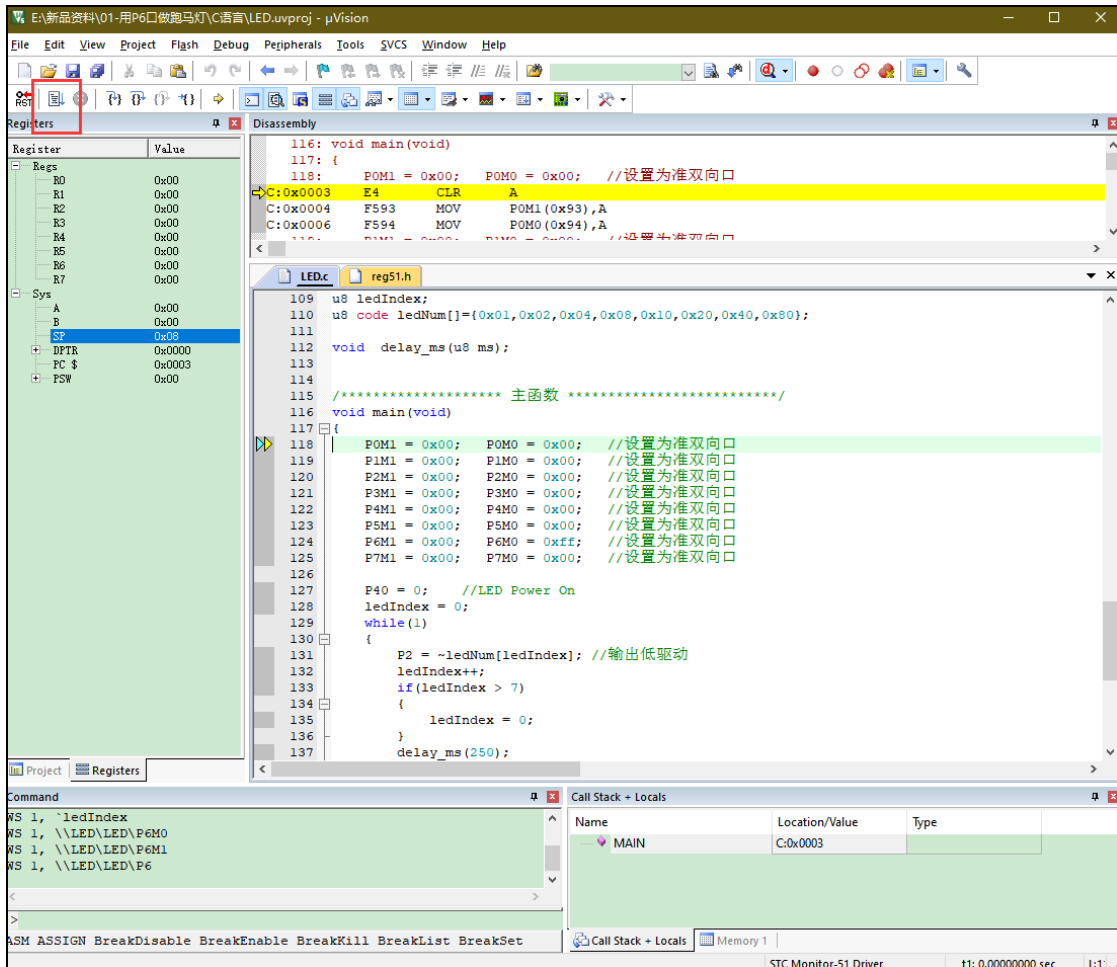 E:\新品资料\01-用P6口做跑马灯\C语言\LED.uvproj - µVision
File Edit View Project Flash Debug Peripherals Tools SVCS Window Help
RST
Registers
Register Value
Regs
R0 0x00
R1 0x00
R2 0x00
R3 0x00
R4 0x00
R5 0x00
R6 0x00
R7 0x00
Sys
A 0x00
B 0x00
SP 0x08
DPTR 0x0000
PC $ 0x0003
PSW 0x00
Project Registers
Disassembly
116: void main(void)
117: {
118: P0M1 = 0x00; P0M0 = 0x00; //设置为准双向口
C:0x0003 E4 CLR A
C:0x0004 F593 MOV P0M1(0x93),A
C:0x0006 F594 MOV P0M0(0x94),A
119: P1M1 = 0x00; P1M0 = 0x00; //设置为准双向口
LED.c reg51.h
109 u8 ledIndex;
110 u8 code ledNum[]={0x01,0x02,0x04,0x08,0x10,0x20,0x40,0x80};
111
112 void delay_ms(u8 ms);
113
114
115 /******************** 主函数 **************************/
116 void main(void)
117 {
118 P0M1 = 0x00; P0M0 = 0x00; //设置为准双向口
119 P1M1 = 0x00; P1M0 = 0x00; //设置为准双向口
120 P2M1 = 0x00; P2M0 = 0x00; //设置为准双向口
121 P3M1 = 0x00; P3M0 = 0x00; //设置为准双向口
122 P4M1 = 0x00; P4M0 = 0x00; //设置为准双向口
123 P5M1 = 0x00; P5M0 = 0x00; //设置为准双向口
124 P6M1 = 0x00; P6M0 = 0xff; //设置为准双向口
125 P7M1 = 0x00; P7M0 = 0x00; //设置为准双向口
126
127 P40 = 0; //LED Power On
128 ledIndex = 0;
129 while(1)
130 {
131 P2 = ~ledNum[ledIndex]; //输出低驱动
132 ledIndex++;
133 if(ledIndex > 7)
134 {
135 ledIndex = 0;
136 }
137 delay_ms(250);
Command
WS 1, `ledIndex
WS 1, \\LED\LED\P6M0
WS 1, \\LED\LED\P6M1
WS 1, \\LED\LED\P6
>
ASM ASSIGN BreakDisable BreakEnable BreakKill BreakList BreakSet
Call Stack + Locals
Name Location/Value Type
MAIN C:0x0003
Call Stack + Locals Memory 1
STC Monitor-51 Driver t1: 0.00000000 sec L:1